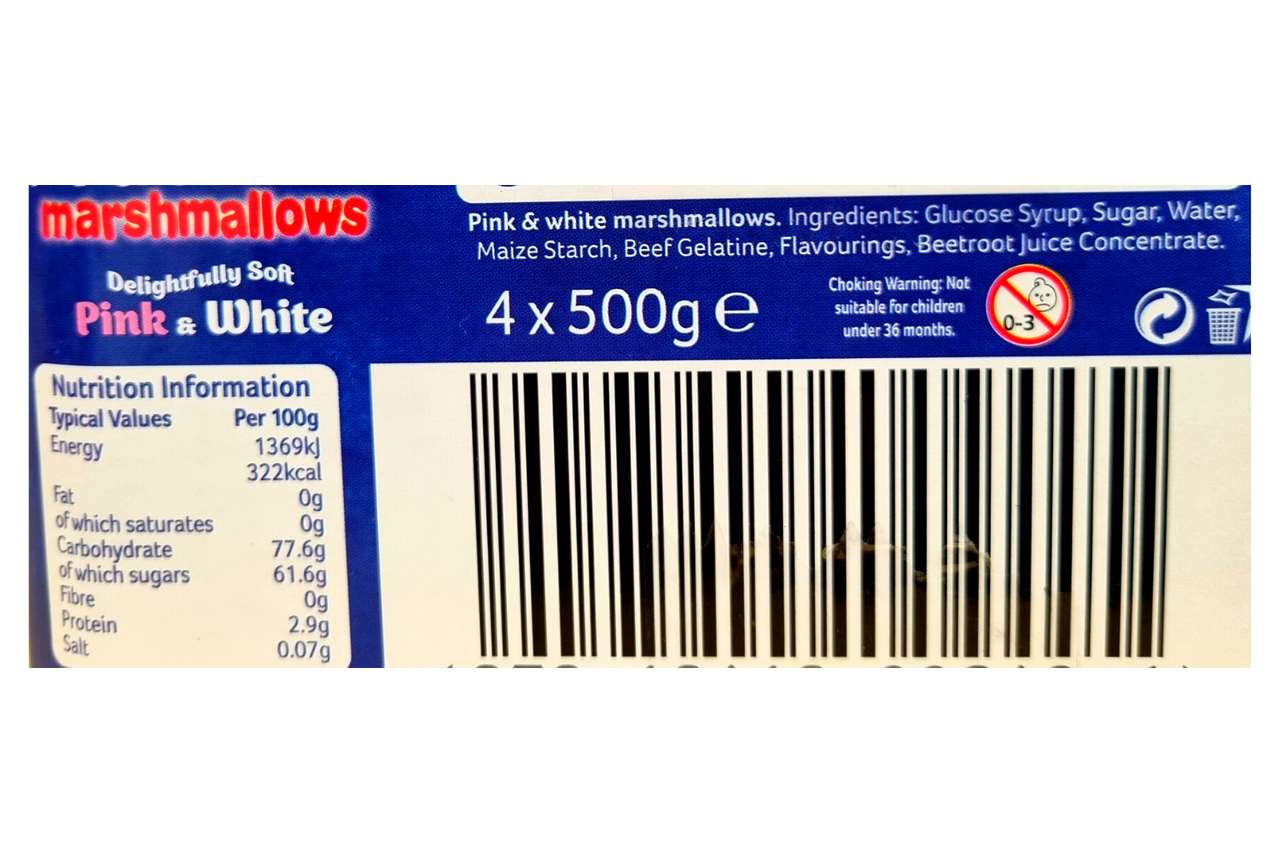 marshmallows
Delightfully Soft
Pink & White
Nutrition Information
Typical Values Per 100g
Energy 1369kJ
322kcal
Fat 0g
of which saturates 0g
Carbohydrate 77.6g
of which sugars 61.6g
Fibre 0g
Protein 2.9g
Salt 0.07g
Pink & white marshmallows. Ingredients: Glucose Syrup, Sugar, Water,
Maize Starch, Beef Gelatine, Flavourings, Beetroot Juice Concentrate.
4 x 500g e
Choking Warning: Not
suitable for children
under 36 months.
0-3